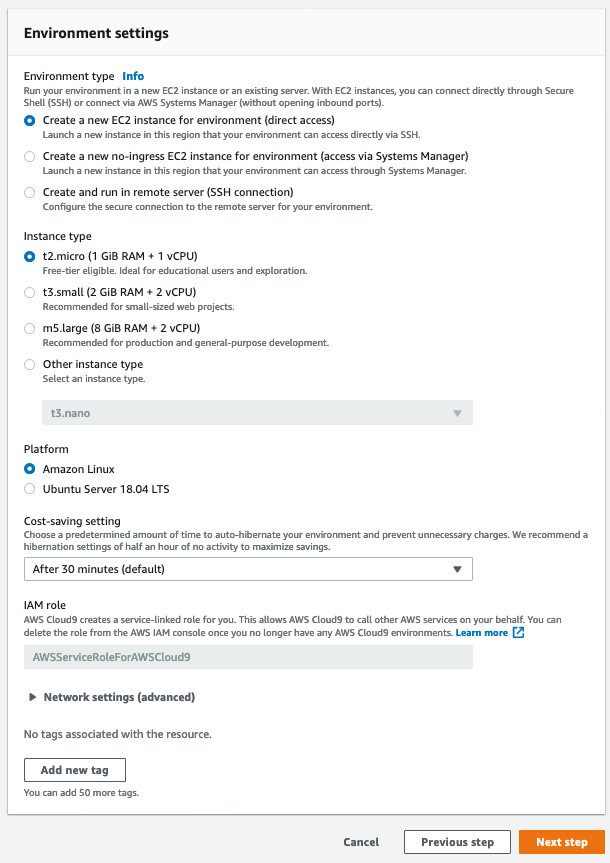 Environment settings
Environment type Info
Run your environment in a new EC2 instance or an existing server. With EC2 instances, you can connect directly through Secure
Shell (SSH) or connect via AWS Systems Manager (without opening inbound ports).
Create a new EC2 instance for environment (direct access)
Launch a new instance in this region that your environment can access directly via SSH.
Create a new no-ingress EC2 instance for environment (access via Systems Manager)
Launch a new instance in this region that your environment can access through Systems Manager.
Create and run in remote server (SSH connection)
Configure the secure connection to the remote server for your environment.
Instance type
t2.micro (1 GiB RAM + 1 vCPU)
Free-tier eligible. Ideal for educational users and exploration.
t3.small (2 GiB RAM + 2 vCPU)
Recommended for small-sized web projects.
m5.large (8 GiB RAM + 2 vCPU)
Recommended for production and general-purpose development.
Other instance type
Select an instance type.
t3.nano
Platform
Amazon Linux
Ubuntu Server 18.04 LTS
Cost-saving setting
Choose a predetermined amount of time to auto-hibernate your environment and prevent unnecessary charges. We recommend a
hibernation settings of half an hour of no activity to maximize savings.
After 30 minutes (default)
IAM role
AWS Cloud9 creates a service-linked role for you. This allows AWS Cloud9 to call other AWS services on your behalf. You can
delete the role from the AWS IAM console once you no longer have any AWS Cloud9 environments. Learn more
AWSServiceRoleForAWSCloud9
Network settings (advanced)
No tags associated with the resource.
Add new tag
You can add 50 more tags.
Cancel Previous step Next step